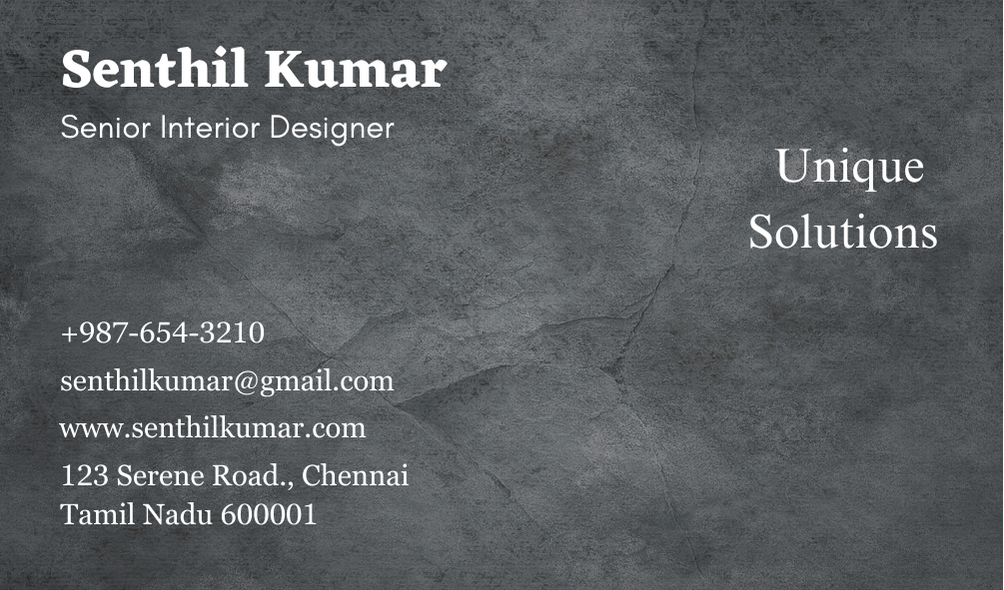 Senthil Kumar
Senior Interior Designer
Unique
Solutions
+987-654-3210
senthilkumar@gmail.com
www.senthilkumar.com
123 Serene Road., Chennai
Tamil Nadu 600001